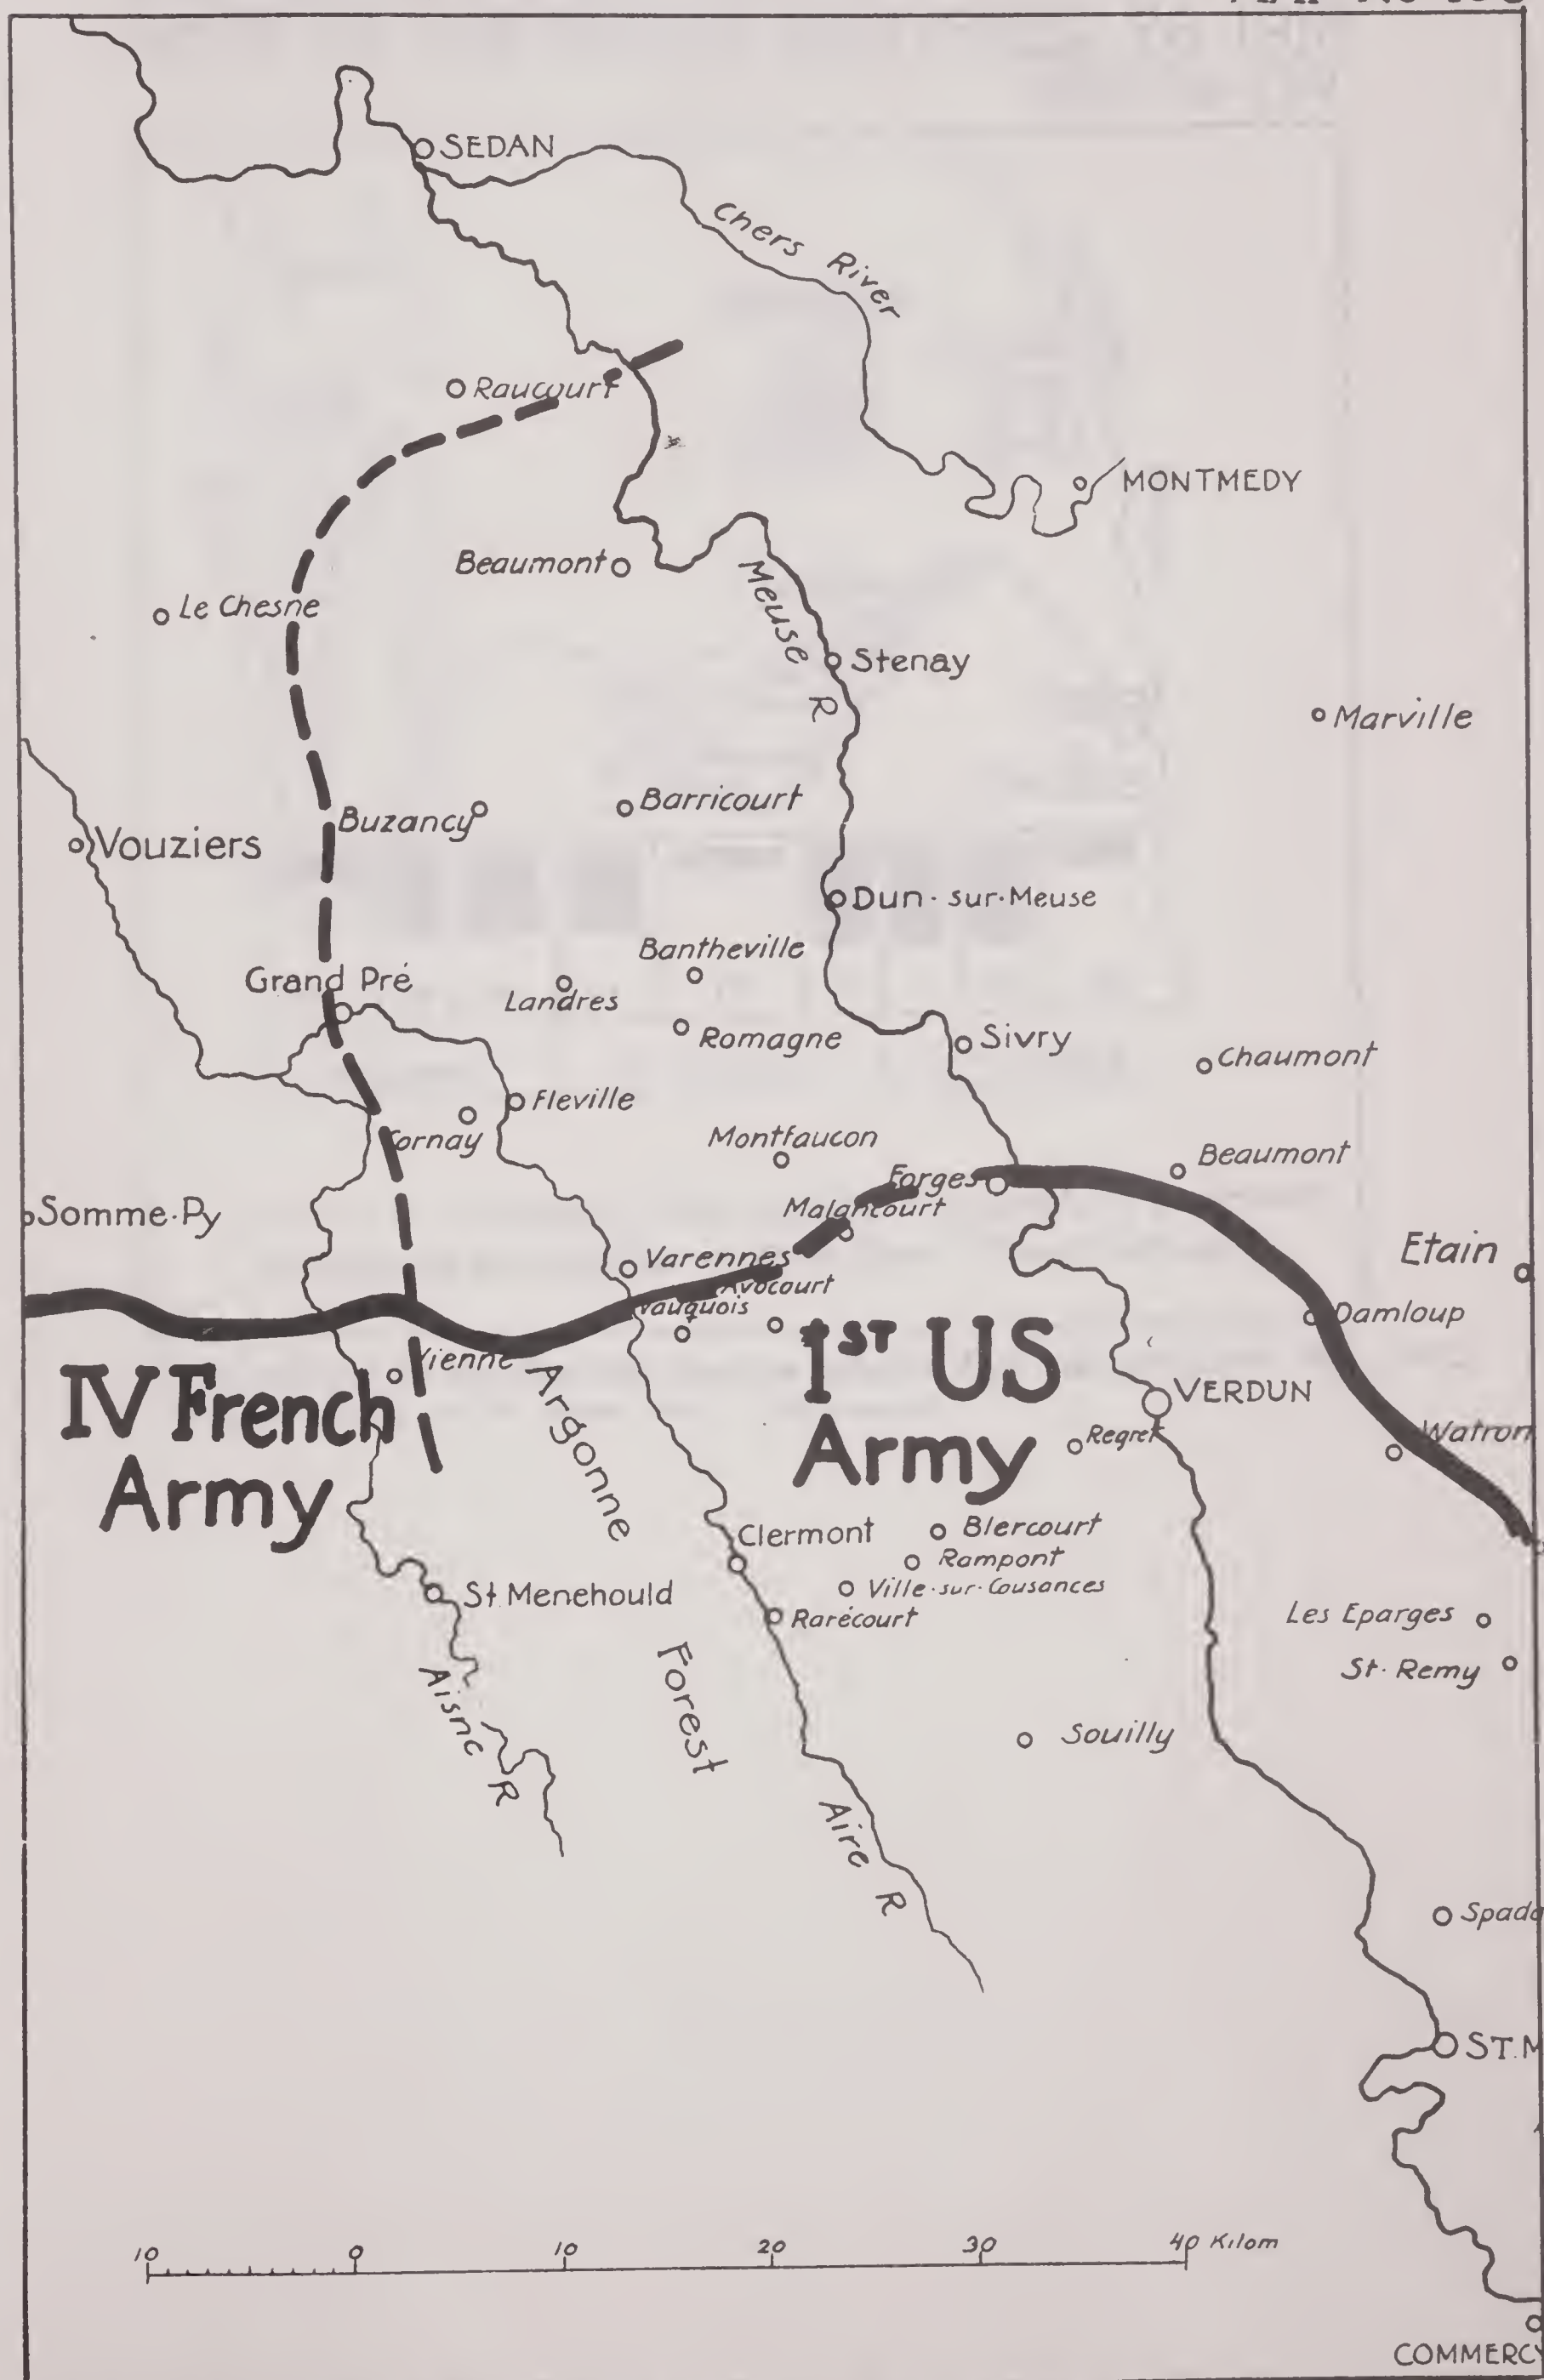 SEDAN
Chers River
Raucourt
MONTMEDY
Beaumont
Le Chesne
Meuse R
Stenay
Marville
Barricourt
Buzancy
Vouziers
Dun-sur-Meuse
Bantheville
Grand Pré
Landres
Romagne
Sivry
Chaumont
Fleville
Cornay
Montfaucon
Beaumont
Forges
Malancourt
Somme-Py
Etain
Varennes
Avocourt
Vauquois
Damloup
1ST US
Army
Vienne
IV French
Army
VERDUN
Argonne
Forest
Regret
Watron
Blercourt
Clermont
Rampont
Ville-sur-Cousances
St. Menehould
Rarécourt
Les Eparges
St. Remy
Aisne R
Souilly
Aire R
ST. M
10 0 10 20 30 40 Kilom
COMMERCY